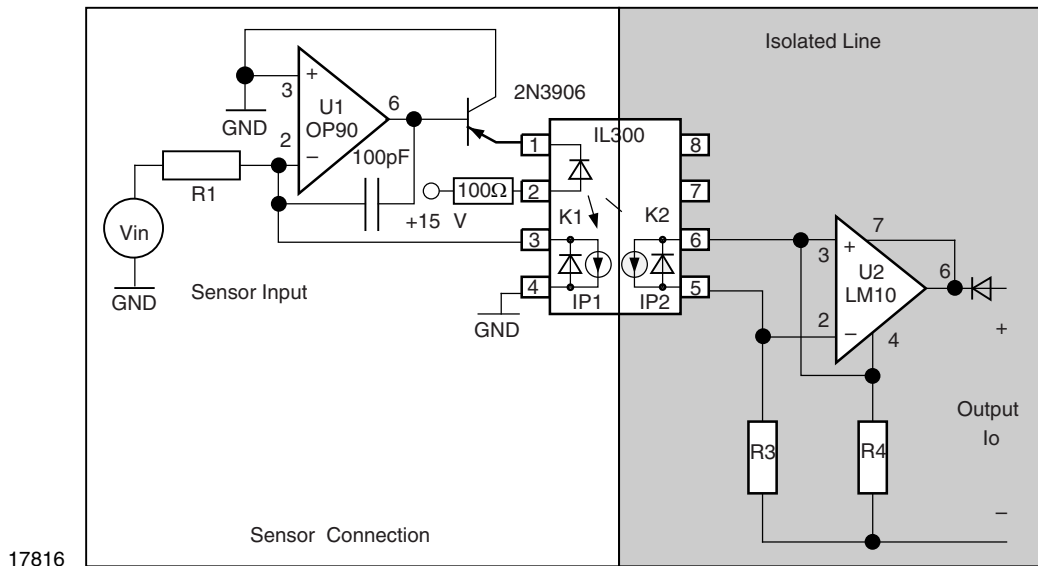 Isolated Line
2N3906
3
+
U1
OP90
6
GND
2
−
R1
100pF
100Ω
+15 V
Vin
GND
Sensor Input
GND
IL300
1
2
3
4
8
7
6
5
K1
K2
IP1
IP2
3
+
7
U2
LM10
6
2
−
4
+
R3
R4
Output
Io
−
Sensor Connection
17816